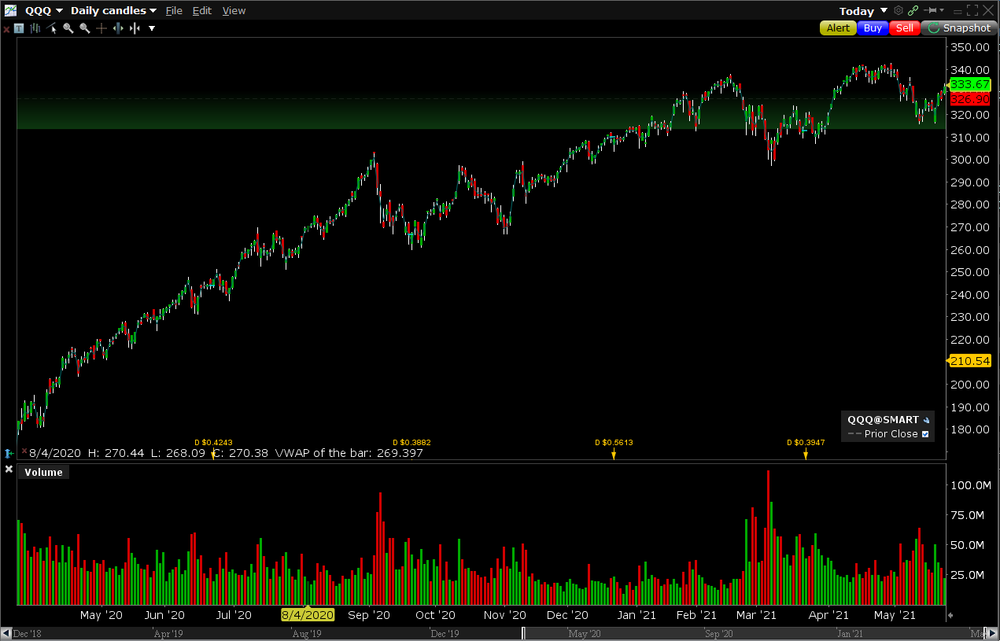 QQQ Daily candles File Edit View Today
T Alert Buy Sell Snapshot
350.00
340.00
333.67
326.90
320.00
310.00
300.00
290.00
280.00
270.00
260.00
250.00
240.00
230.00
220.00
210.54
200.00
190.00
180.00
QQQ@SMART
Prior Close
D $0.4243 D $0.3882 D $0.5613 D $0.3947
8/4/2020 H: 270.44 L: 268.09 C: 270.38 VWAP of the bar: 269.397
Volume
100.0M
75.0M
50.0M
25.0M
May '20 Jun '20 Jul '20 8/4/2020 Sep '20 Oct '20 Nov '20 Dec '20 Jan '21 Feb '21 Mar '21 Apr '21 May '21
Dec '18 Apr '19 Aug '19 Dec '19 May '20 Sep '20 Jan '21